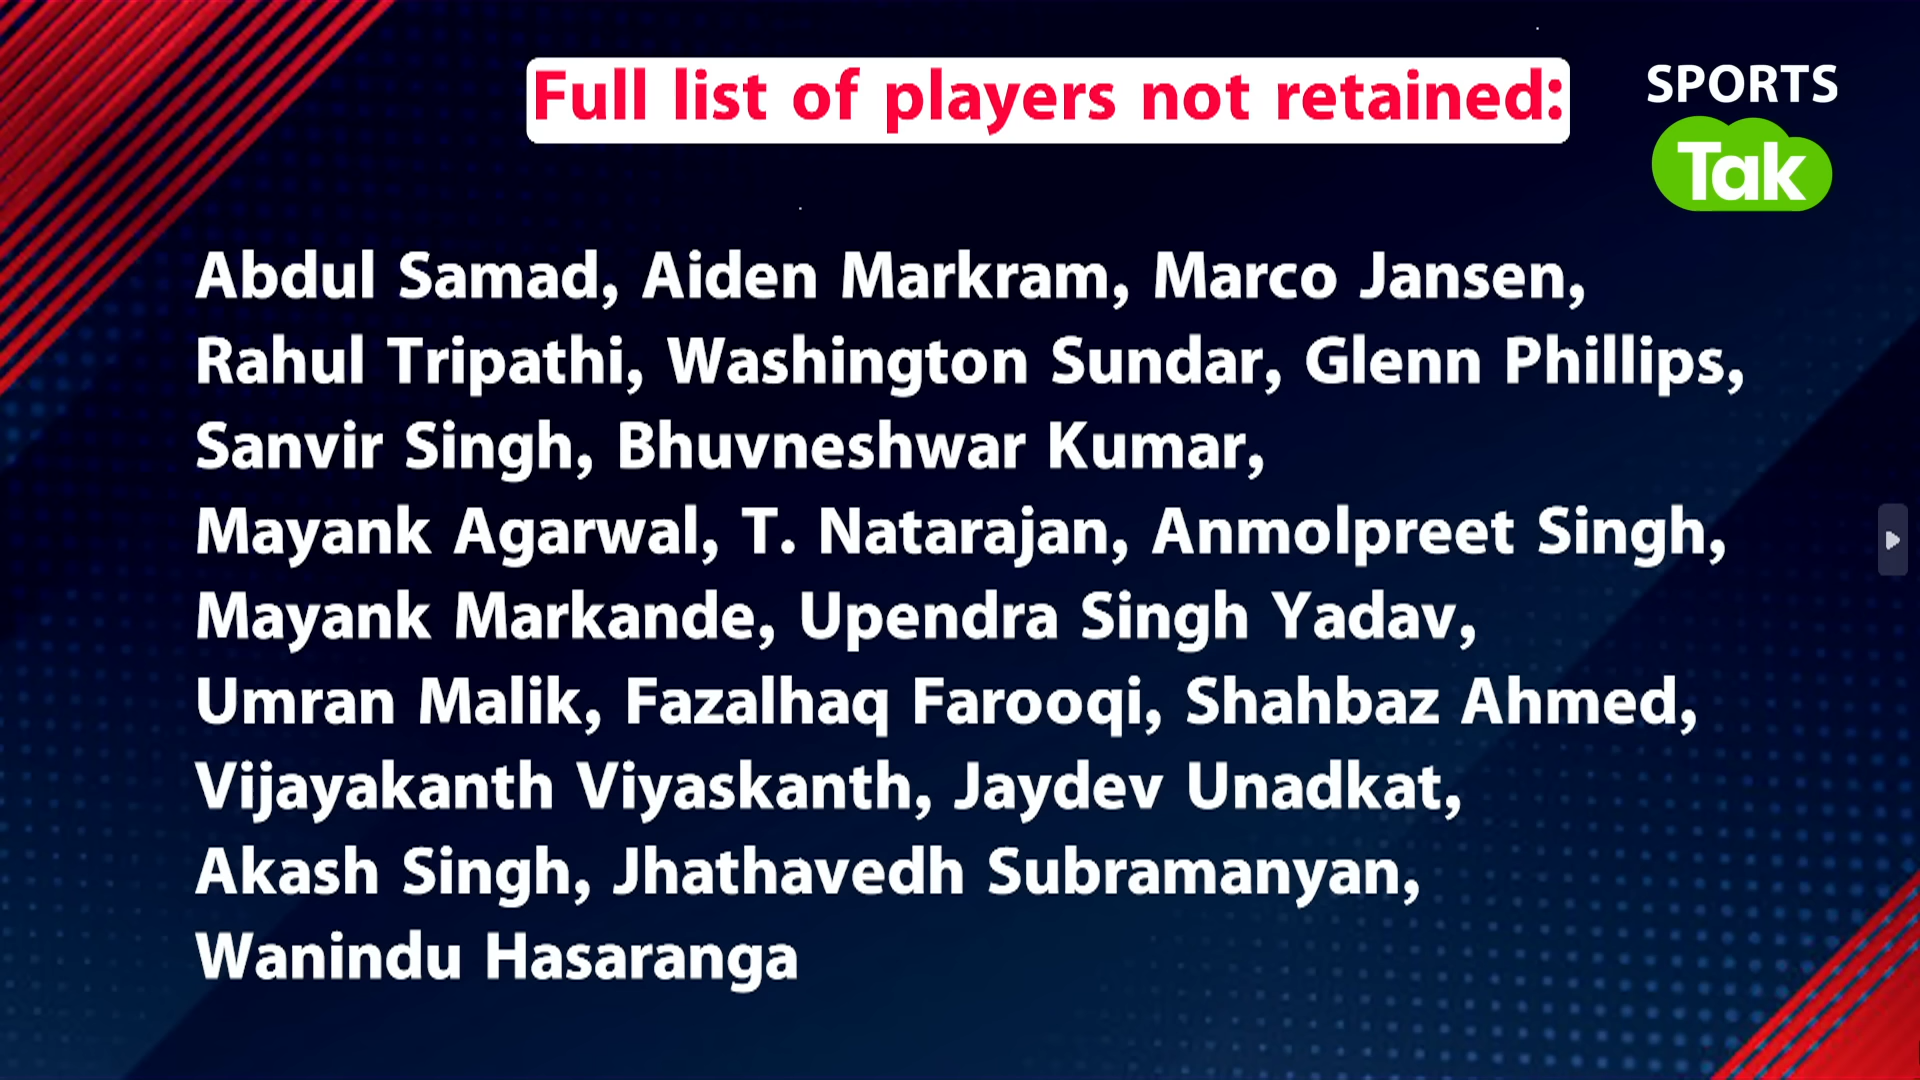 Full list of players not retained:
SPORTS
Tak
Abdul Samad, Aiden Markram, Marco Jansen,
Rahul Tripathi, Washington Sundar, Glenn Phillips,
Sanvir Singh, Bhuvneshwar Kumar,
Mayank Agarwal, T. Natarajan, Anmolpreet Singh,
Mayank Markande, Upendra Singh Yadav,
Umran Malik, Fazalhaq Farooqi, Shahbaz Ahmed,
Vijayakanth Viyaskanth, Jaydev Unadkat,
Akash Singh, Jhathavedh Subramanyan,
Wanindu Hasaranga